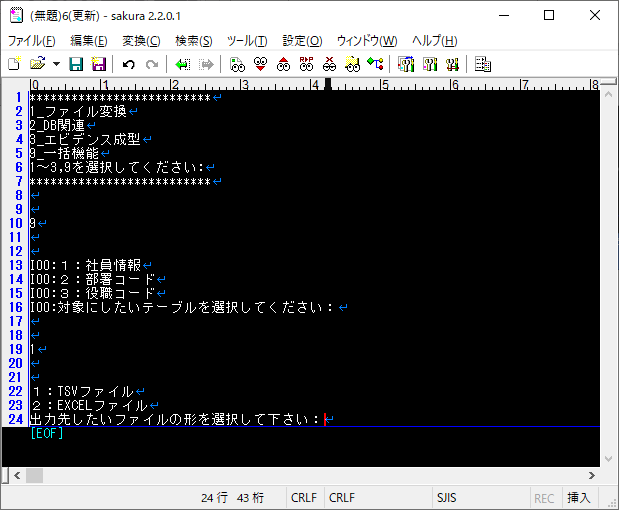 (無題)6(更新) - sakura 2.2.0.1
ファイル(F) 編集(E) 変換(C) 検索(S) ツール(T) 設定(O) ウィンドウ(W) ヘルプ(H)
0 1 2 3 4 5 6 7 8
1 **************************
2 1_ファイル変換
3 2_DB関連
4 3_エビデンス成型
5 9_一括機能
6 1~3,9を選択してください:
7 **************************
8
9
10 9
11
12
13 I00:1:社員情報
14 I00:2:部署コード
15 I00:3:役職コード
16 I00:対象にしたいテーブルを選択してください:
17
18
19 1
20
21
22 1:TSVファイル
23 2:EXCELファイル
24 出力先したいファイルの形を選択して下さい:
[EOF]
24 行 43 桁 CRLF CRLF SJIS REC 挿入